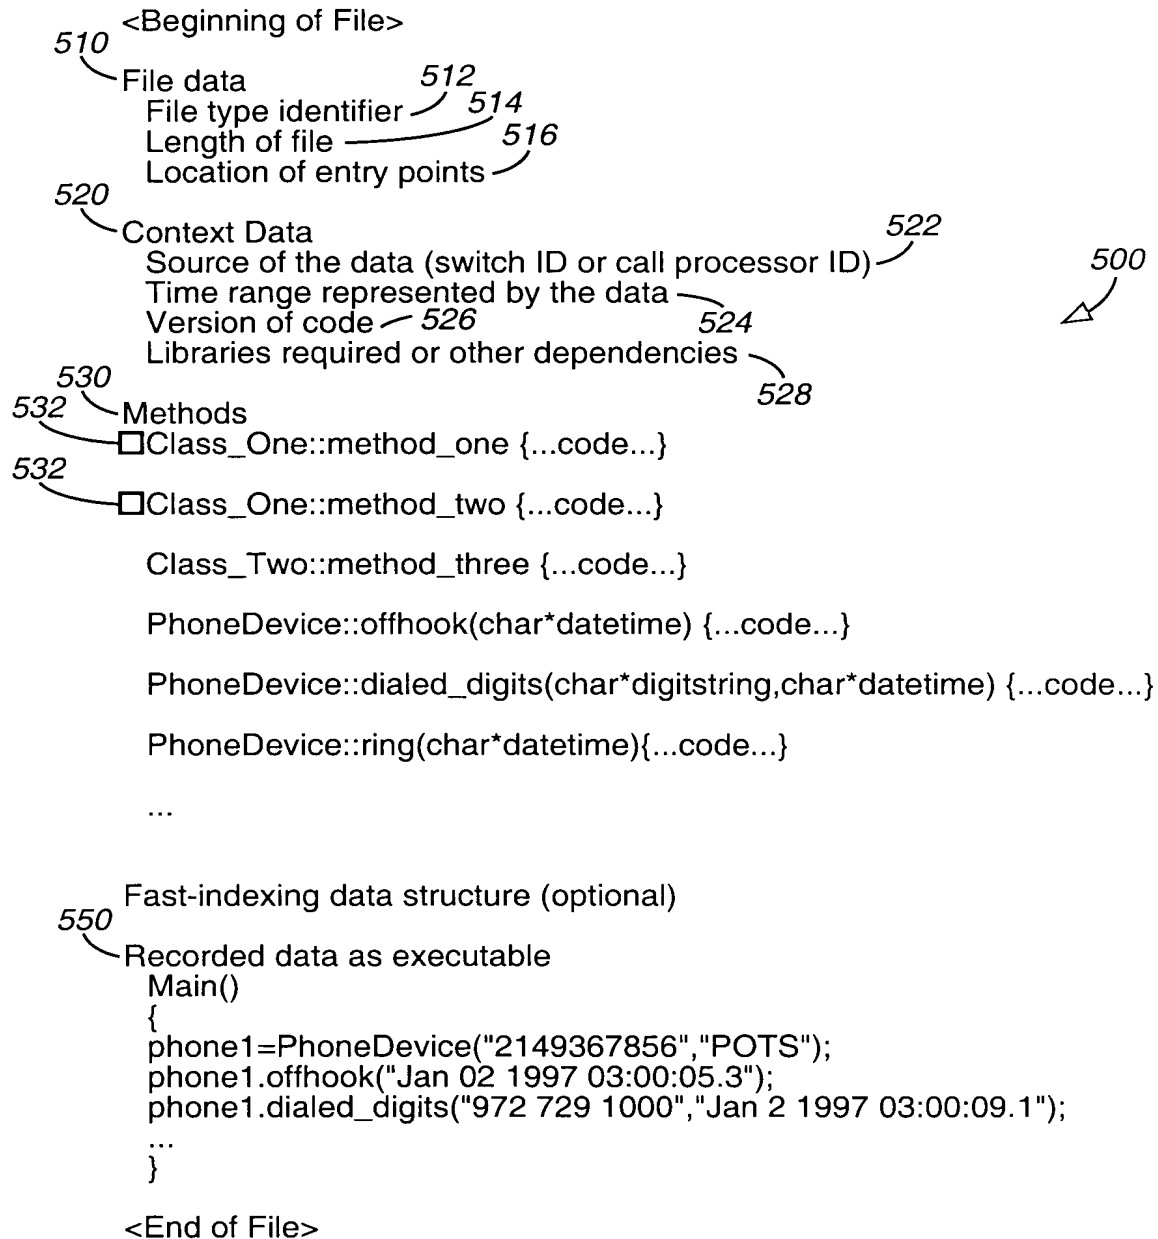 <Beginning of File>
510
File data
512
File type identifier
514
Length of file
516
Location of entry points
520
Context Data
522
Source of the data (switch ID or call processor ID)
500
Time range represented by the data
524
Version of code
526
Libraries required or other dependencies
528
530
Methods
532
Class_One::method_one {...code...}
532
Class_One::method_two {...code...}
Class_Two::method_three {...code...}
PhoneDevice::offhook(char*datetime) {...code...}
PhoneDevice::dialed_digits(char*digitstring,char*datetime) {...code...}
PhoneDevice::ring(char*datetime){...code...}
...
Fast-indexing data structure (optional)
550
Recorded data as executable
Main()
{
phone1=PhoneDevice("2149367856","POTS");
phone1.offhook("Jan 02 1997 03:00:05.3");
phone1.dialed_digits("972 729 1000","Jan 2 1997 03:00:09.1");
...
}
<End of File>